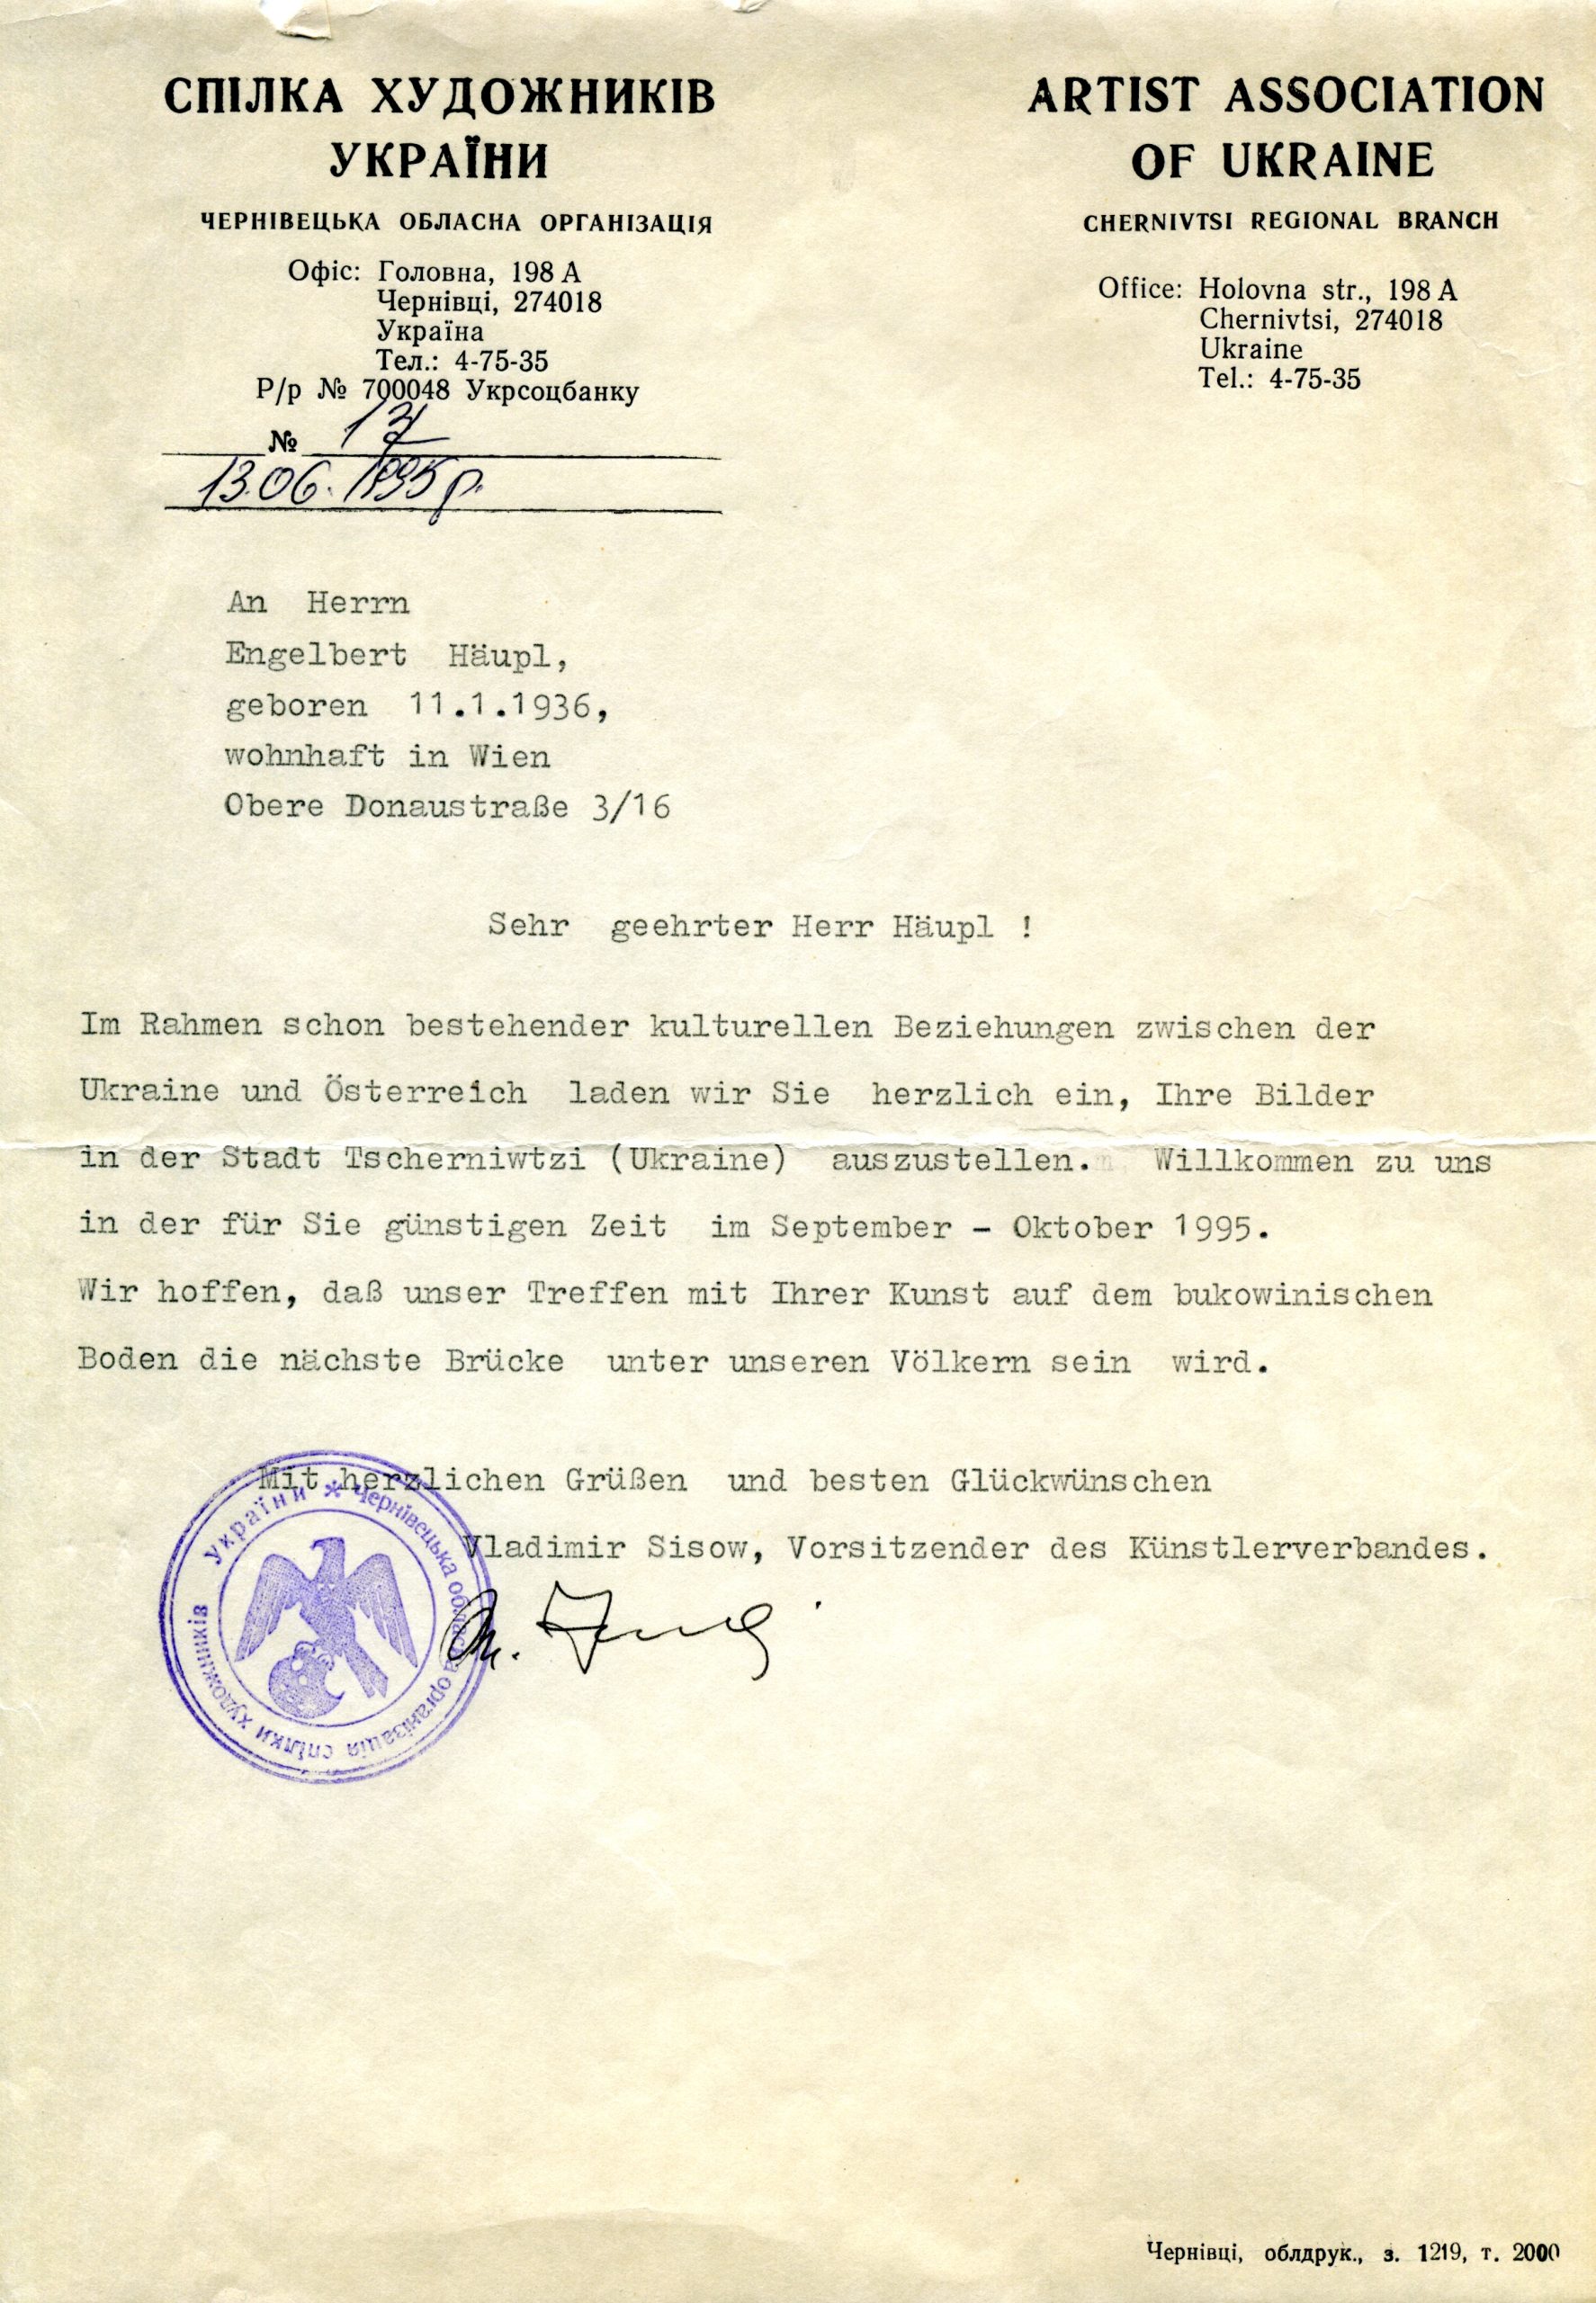 СПІЛКА ХУДОЖНИКІВ
УКРАЇНИ
ЧЕРНІВЕЦЬКА ОБЛАСНА ОРГАНІЗАЦІЯ
Офіс: Головна, 198 А
Чернівці, 274018
Україна
Тел.: 4-75-35
Р/р № 700048 Укрсоцбанку
№ 17
13.06.1995 р.
ARTIST ASSOCIATION
OF UKRAINE
CHERNIVTSI REGIONAL BRANCH
Office: Holovna str., 198 A
Chernivtsi, 274018
Ukraine
Tel.: 4-75-35
An Herrn
Engelbert Häupl,
geboren 11.1.1936,
wohnhaft in Wien
Obere Donaustraße 3/16
Sehr geehrter Herr Häupl !
Im Rahmen schon bestehender kulturellen Beziehungen zwischen der
Ukraine und Österreich laden wir Sie herzlich ein, Ihre Bilder
in der Stadt Tscherniwtzi (Ukraine) auszustellen. Willkommen zu uns
in der für Sie günstigen Zeit im September - Oktober 1995.
Wir hoffen, daß unser Treffen mit Ihrer Kunst auf dem bukowinischen
Boden die nächste Brücke unter unseren Völkern sein wird.
Mit herzlichen Grüßen und besten Glückwünschen
Vladimir Sisow, Vorsitzender des Künstlerverbandes.
Чернівецька обласна організація спілки художників України
Чернівці, облдрук., з. 1219, т. 2000